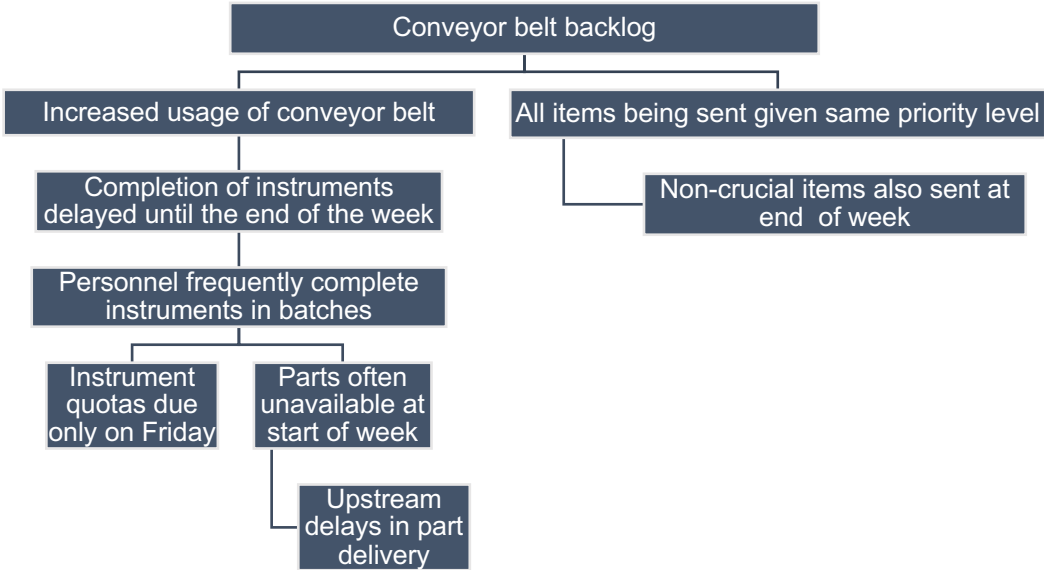 Conveyor belt backlog
Increased usage of conveyor belt
All items being sent given same priority level
Completion of instruments
delayed until the end of the week
Non-crucial items also sent at
end of week
Personnel frequently complete
instruments in batches
Instrument
quotas due
only on Friday
Parts often
unavailable at
start of week
Upstream
delays in part
delivery